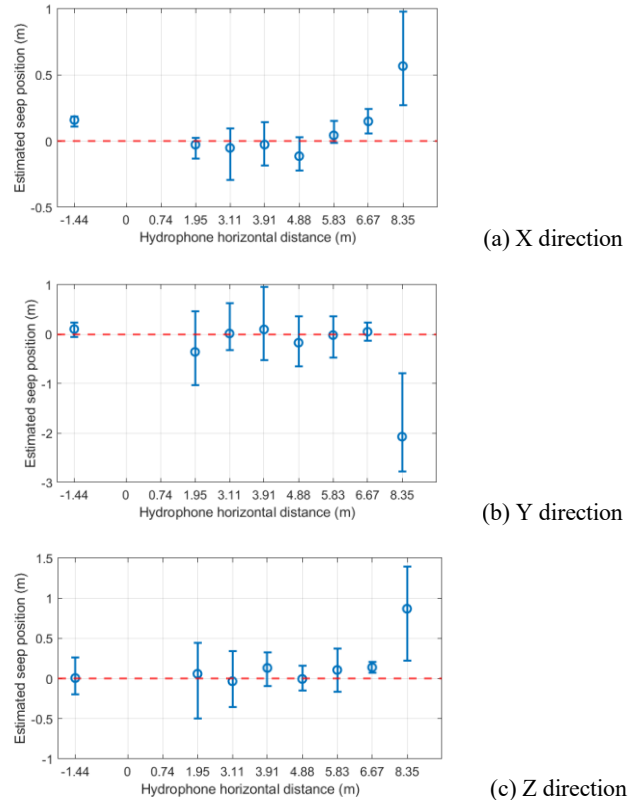 1
0.5
0
-0.5
Estimated seep position (m)
-1.44 0 0.74 1.95 3.11 3.91 4.88 5.83 6.67 8.35
Hydrophone horizontal distance (m)
(a) X direction
1
0
-1
-2
-3
Estimated seep position (m)
-1.44 0 0.74 1.95 3.11 3.91 4.88 5.83 6.67 8.35
Hydrophone horizontal distance (m)
(b) Y direction
1.5
1
0.5
0
-0.5
-1
Estimated seep position (m)
-1.44 0 0.74 1.95 3.11 3.91 4.88 5.83 6.67 8.35
Hydrophone horizontal distance (m)
(c) Z direction